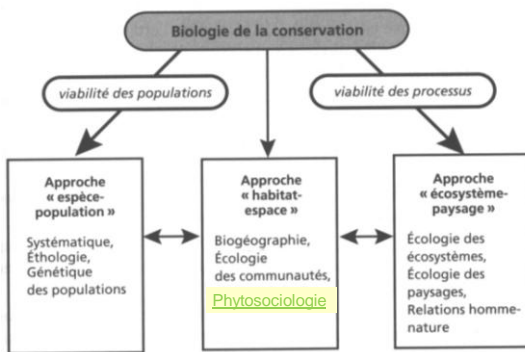 Biologie de la conservation
viabilité des populations
viabilité des processus
Approche
« espèce-
population »
Systématique,
Éthologie,
Génétique
des populations
Approche
« habitat-
espace »
Biogéographie,
Écologie
des communautés,
Phytosociologie
Approche
« écosystème-
paysage »
Écologie des
écosystèmes,
Écologie des
paysages,
Relations homme-
nature